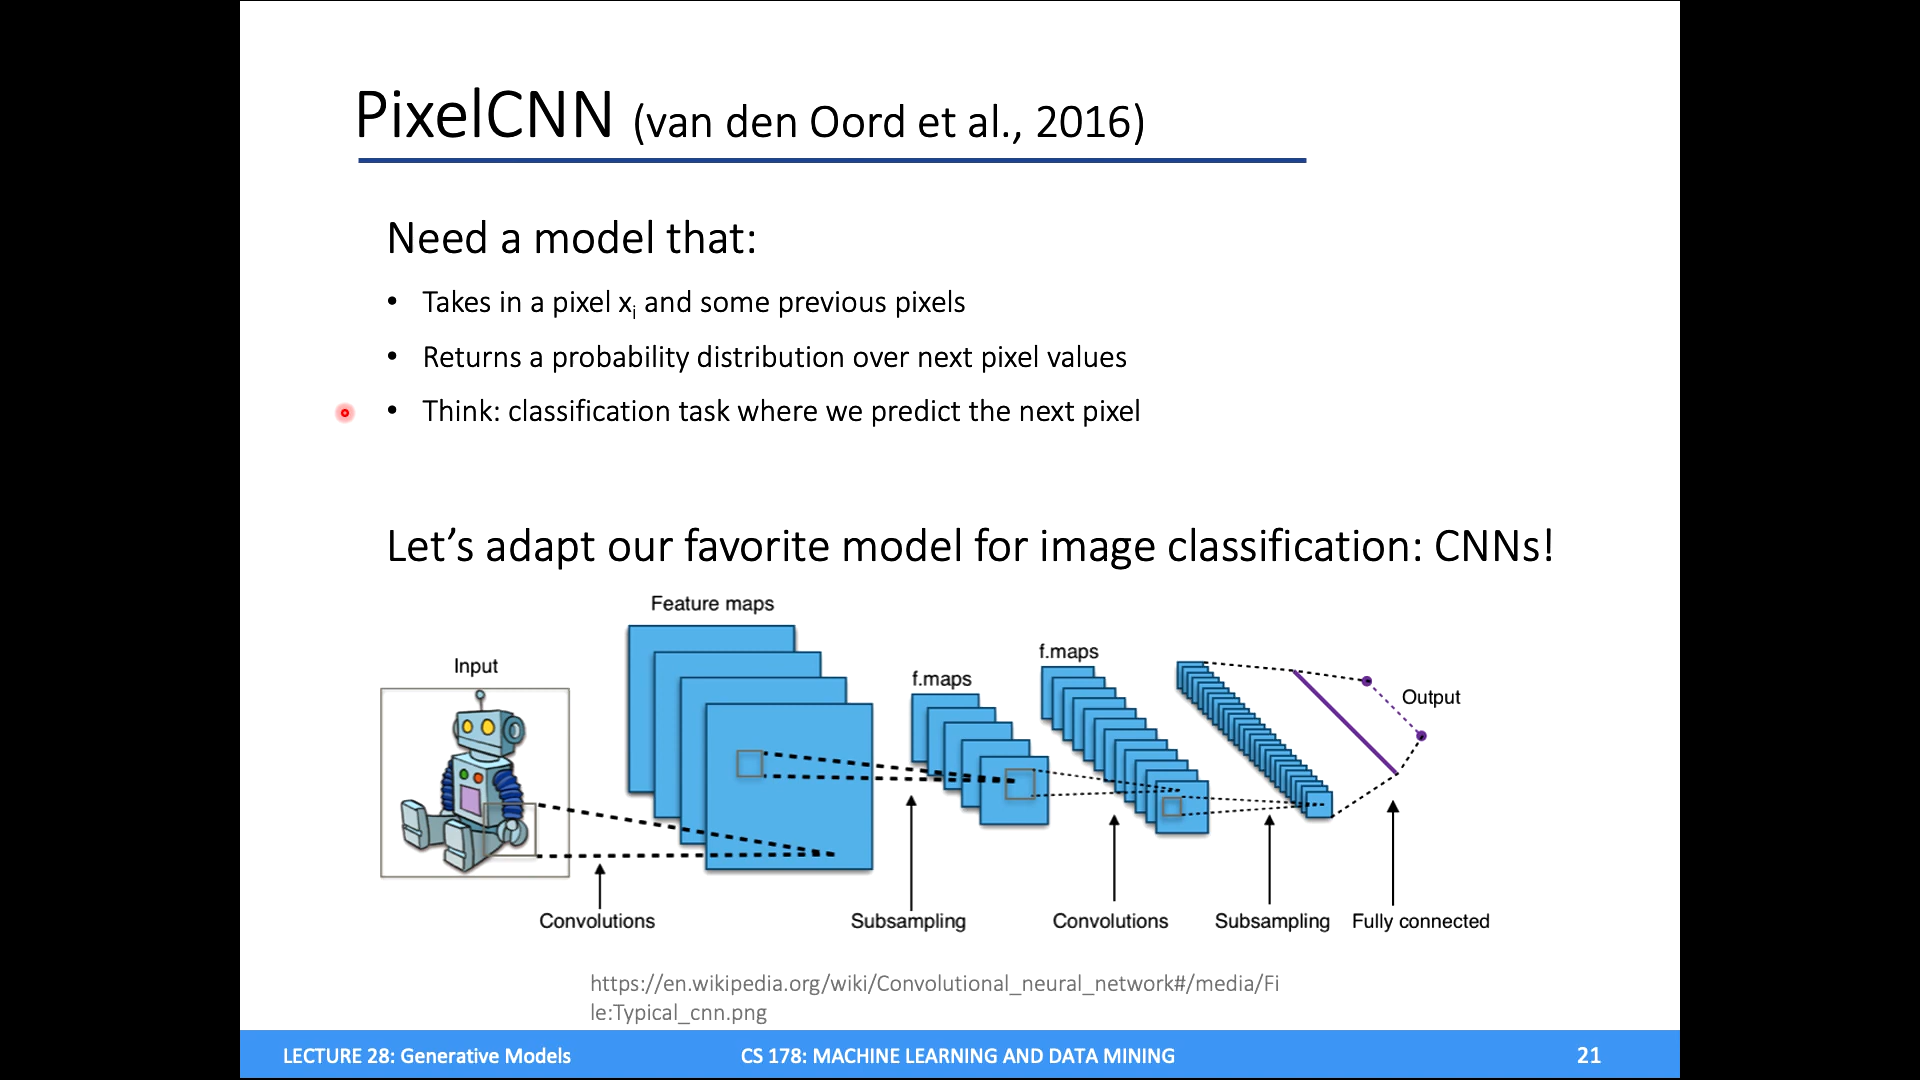 PixelCNN (van den Oord et al., 2016)
Need a model that:
• Takes in a pixel xi and some previous pixels
• Returns a probability distribution over next pixel values
• Think: classification task where we predict the next pixel
Let’s adapt our favorite model for image classification: CNNs!
Feature maps
Input
f.maps
f.maps
Output
Convolutions
Subsampling
Convolutions
Subsampling
Fully connected
https://en.wikipedia.org/wiki/Convolutional_neural_network#/media/Fi
le:Typical_cnn.png
LECTURE 28: Generative Models
CS 178: MACHINE LEARNING AND DATA MINING
21